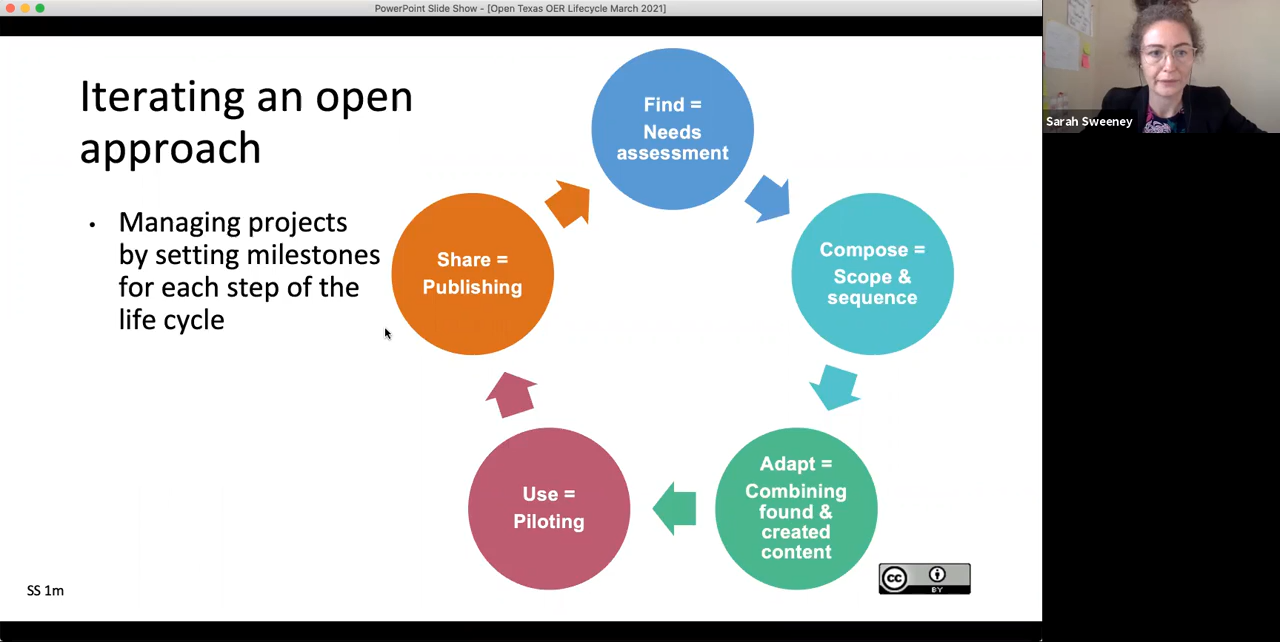 PowerPoint Slide Show - [Open Texas OER Lifecycle March 2021]
Iterating an open
approach
• Managing projects
by setting milestones
for each step of the
life cycle
Find =
Needs
assessment
Compose =
Scope &
sequence
Adapt =
Combining
found &
created
content
Use =
Piloting
Share =
Publishing
SS 1m
cc
BY
Sarah Sweeney